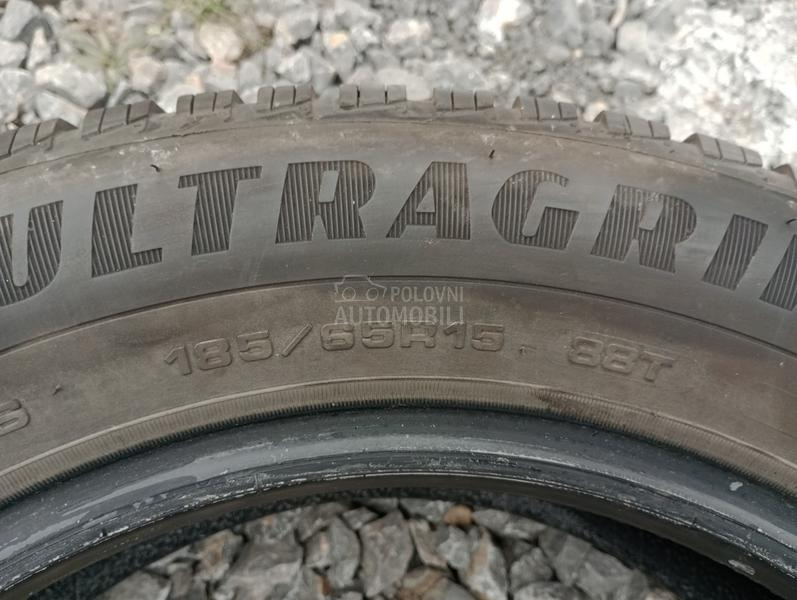 ULTRAGRI
POLOVNI
AUTOMOBILI
185/65R15 88T